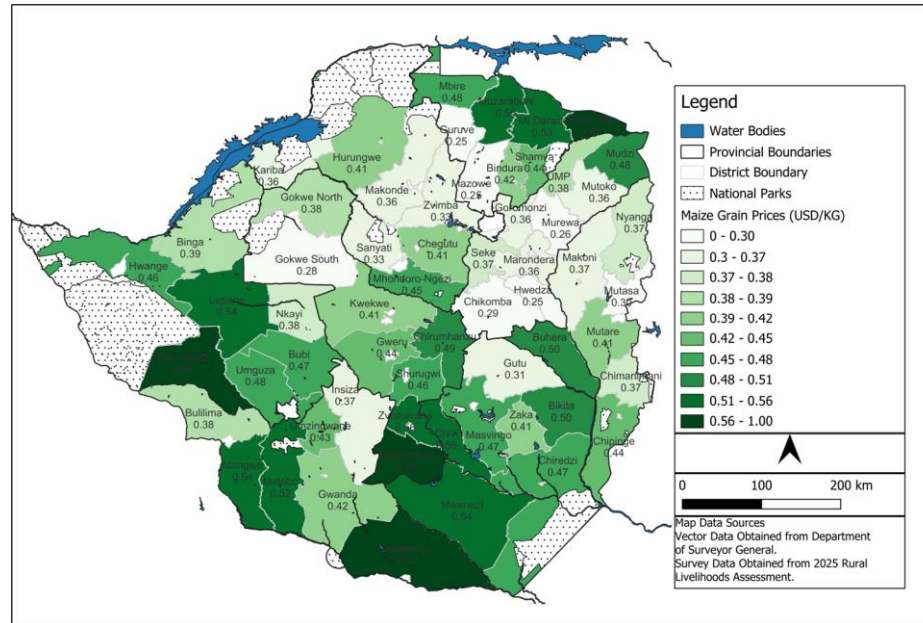 Mbire
0.48
Muzarabani
Mt Darwin
0.53
Guruve
0.25
Mudzi
0.48
Hurungwe
0.41
Bindura
0.42
Shamva
0.44
UMP
0.38
Kariba
0.36
Makonde
0.36
Mazowe
0.25
Mutoko
0.36
Gokwe North
0.38
Zvimba
0.33
Goromonzi
0.36
Murewa
0.26
Nyanga
0.37
Binga
0.39
Sanyati
0.33
Chegutu
0.41
Seke
0.37
Marondera
0.36
Makoni
0.37
Hwange
0.46
Gokwe South
0.28
Mhondoro-Ngezi
0.45
Hwedza
0.25
Mutasa
Chikomba
0.29
Lupane
0.54
Nkayi
0.38
Kwekwe
0.41
Chirumhanzu
0.49
Buhera
0.50
Mutare
0.41
Gweru
0.44
Bubi
0.47
Umguza
0.48
Shurugwi
0.46
Gutu
0.31
Chimanimani
0.37
Insiza
0.37
Bulilima
0.38
Umzingwane
0.43
Zvishavane
Chivi
Masvingo
0.47
Zaka
0.41
Bikita
0.50
Chipinge
0.44
Chiredzi
0.47
Mangwe
0.54
Matobo
0.52
Gwanda
0.42
Mwenezi
0.54
Legend
Water Bodies
Provincial Boundaries
District Boundary
National Parks
Maize Grain Prices (USD/KG)
0 - 0.30
0.3 - 0.37
0.37 - 0.38
0.38 - 0.39
0.39 - 0.42
0.42 - 0.45
0.45 - 0.48
0.48 - 0.51
0.51 - 0.56
0.56 - 1.00
0 100 200 km
Map Data Sources
Vector Data Obtained from Department
of Surveyor General.
Survey Data Obtained from 2025 Rural
Livelihoods Assessment.